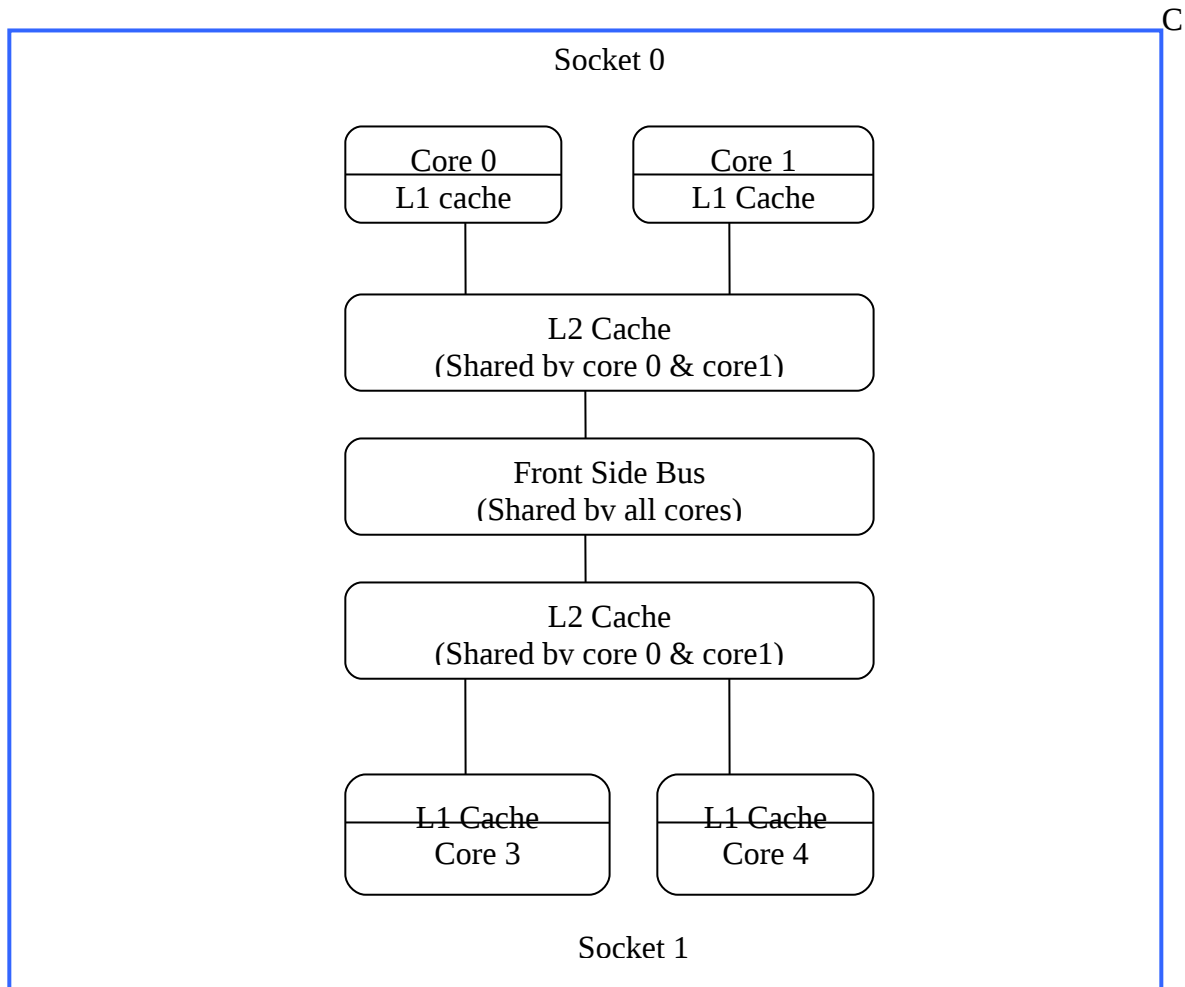 C
Socket 0
Core 0
Core 1
L1 cache
L1 Cache
L2 Cache
(Shared by core 0 & core1)
Front Side Bus
(Shared by all cores)
L2 Cache
(Shared by core 0 & core1)
L1 Cache
L1 Cache
Core 3
Core 4
Socket 1